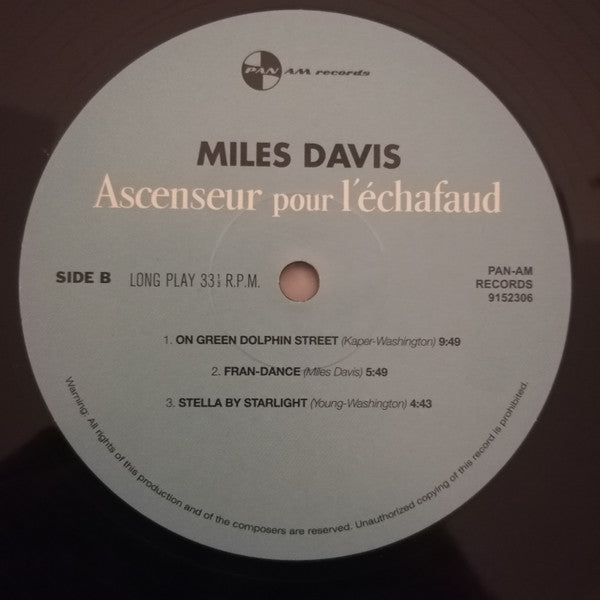 PAN AM records
MILES DAVIS
Ascenseur pour l'échafaud
SIDE B LONG PLAY 33⅓ R.P.M.
PAN-AM
RECORDS
9152306
1. ON GREEN DOLPHIN STREET (Kaper-Washington) 9:49
2. FRAN-DANCE (Miles Davis) 5:49
3. STELLA BY STARLIGHT (Young-Washington) 4:43
Warning: All rights of this production and of the composers are reserved. Unauthorized copying of this record is prohibited.